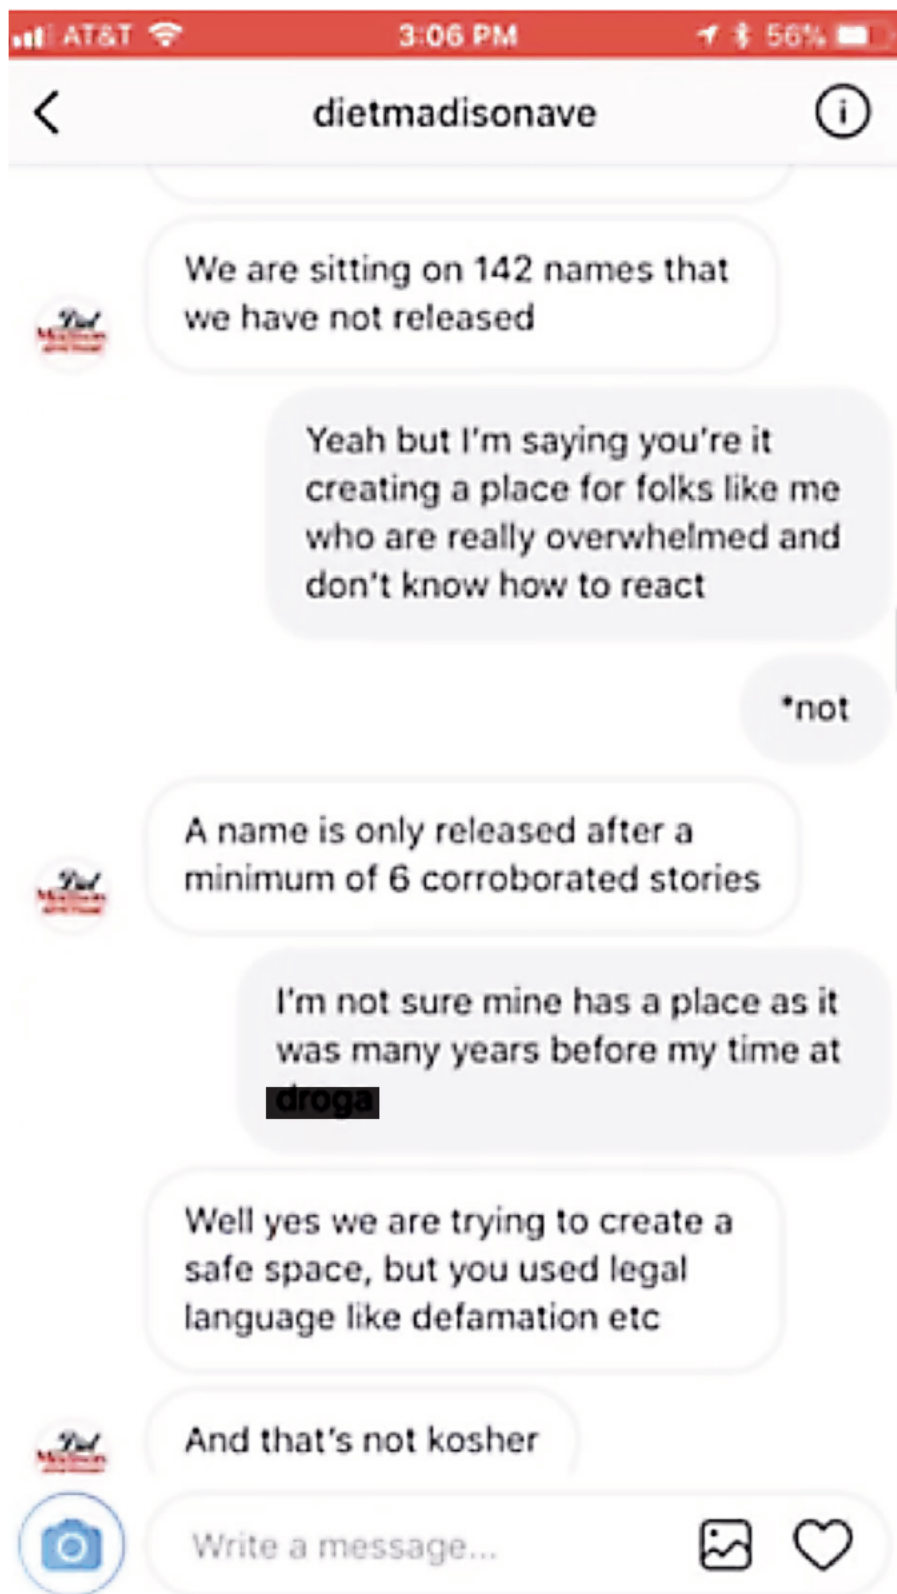 AT&T 3:06 PM 56%
dietmadisonave
We are sitting on 142 names that
we have not released
Yeah but I'm saying you're it
creating a place for folks like me
who are really overwhelmed and
don't know how to react
*not
A name is only released after a
minimum of 6 corroborated stories
I'm not sure mine has a place as it
was many years before my time at
droga
Well yes we are trying to create a
safe space, but you used legal
language like defamation etc
And that's not kosher
Write a message...